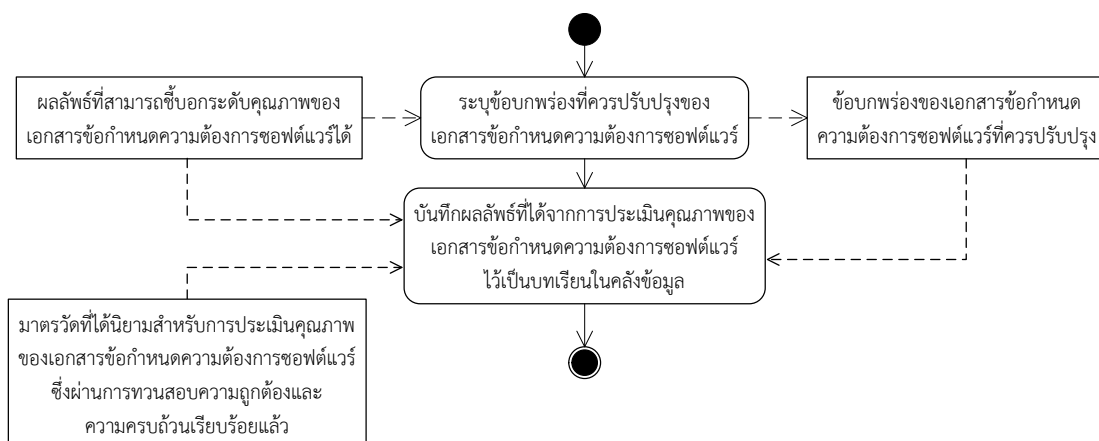 ผลลัพธ์ที่สามารถชี้บอกระดับคุณภาพของ
เอกสารข้อกำหนดความต้องการซอฟต์แวร์ได้
ระบุข้อบกพร่องที่ควรปรับปรุงของ
เอกสารข้อกำหนดความต้องการซอฟต์แวร์
ข้อบกพร่องของเอกสารข้อกำหนด
ความต้องการซอฟต์แวร์ที่ควรปรับปรุง
บันทึกผลลัพธ์ที่ได้จากการประเมินคุณภาพของ
เอกสารข้อกำหนดความต้องการซอฟต์แวร์
ไว้เป็นบทเรียนในคลังข้อมูล
มาตรวัดที่ได้นิยามสำหรับการประเมินคุณภาพ
ของเอกสารข้อกำหนดความต้องการซอฟต์แวร์
ซึ่งผ่านการทวนสอบความถูกต้องและ
ความครบถ้วนเรียบร้อยแล้ว